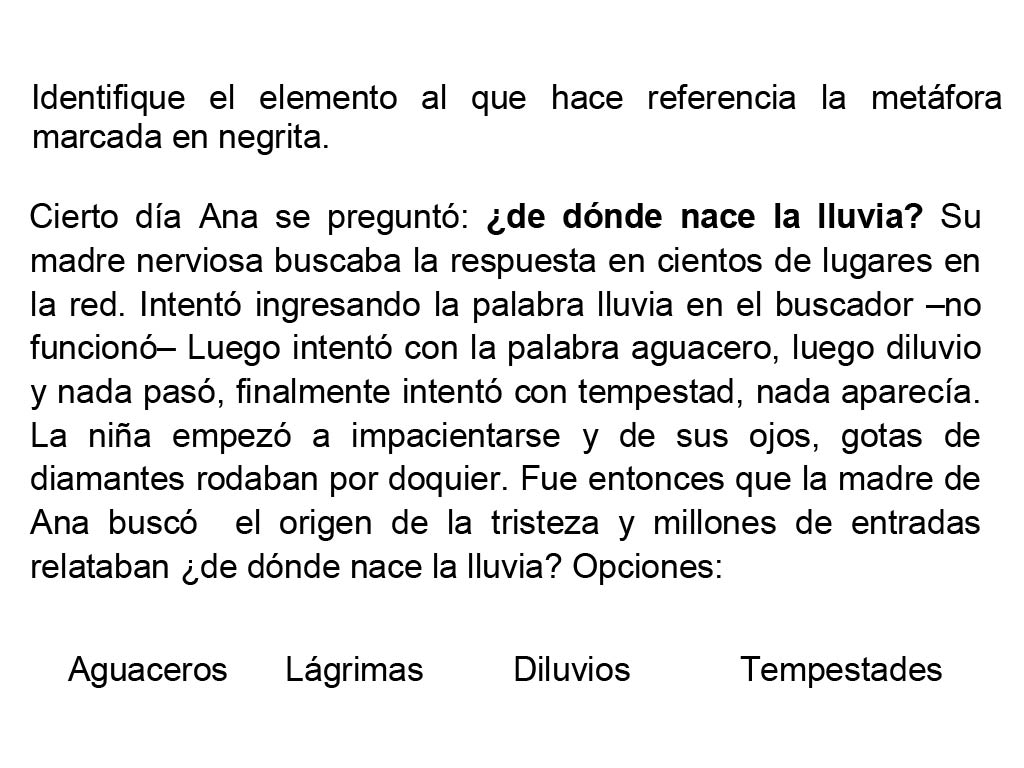 Identifique el elemento al que hace referencia la metáfora
marcada en negrita.
Cierto día Ana se preguntó: ¿de dónde nace la lluvia? Su
madre nerviosa buscaba la respuesta en cientos de lugares en
la red. Intentó ingresando la palabra lluvia en el buscador –no
funcionó– Luego intentó con la palabra aguacero, luego diluvio
y nada pasó, finalmente intentó con tempestad, nada aparecía.
La niña empezó a impacientarse y de sus ojos, gotas de
diamantes rodaban por doquier. Fue entonces que la madre de
Ana buscó el origen de la tristeza y millones de entradas
relataban ¿de dónde nace la lluvia? Opciones:
Aguaceros Lágrimas Diluvios Tempestades